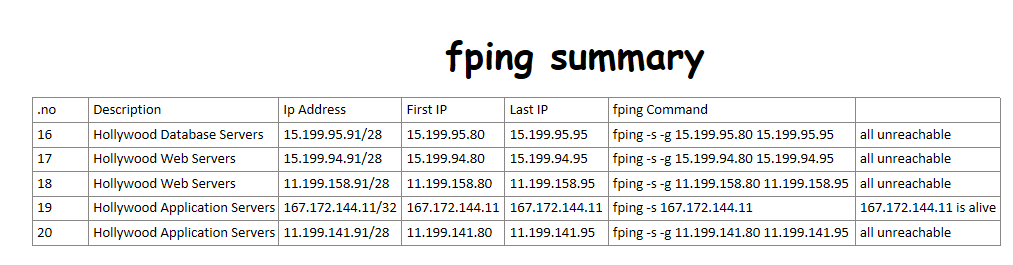 fping summary
.no Description Ip Address First IP Last IP fping Command
16 Hollywood Database Servers 15.199.95.91/28 15.199.95.80 15.199.95.95 fping -s -g 15.199.95.80 15.199.95.95 all unreachable
17 Hollywood Web Servers 15.199.94.91/28 15.199.94.80 15.199.94.95 fping -s -g 15.199.94.80 15.199.94.95 all unreachable
18 Hollywood Web Servers 11.199.158.91/28 11.199.158.80 11.199.158.95 fping -s -g 11.199.158.80 11.199.158.95 all unreachable
19 Hollywood Application Servers 167.172.144.11/32 167.172.144.11 167.172.144.11 fping -s 167.172.144.11 167.172.144.11 is alive
20 Hollywood Application Servers 11.199.141.91/28 11.199.141.80 11.199.141.95 fping -s -g 11.199.141.80 11.199.141.95 all unreachable